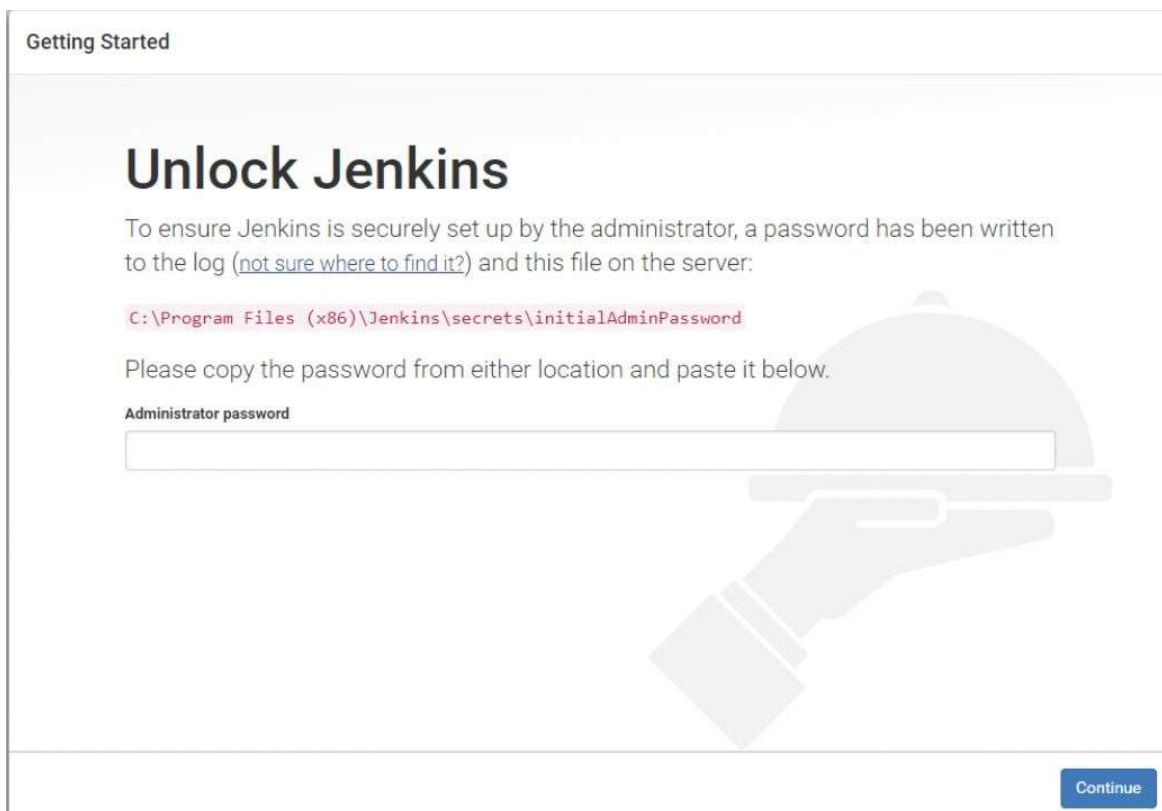 Getting Started
Unlock Jenkins
To ensure Jenkins is securely set up by the administrator, a password has been written
to the log (not sure where to find it?) and this file on the server:
C:\Program Files (x86)\Jenkins\secrets\initialAdminPassword
Please copy the password from either location and paste it below.
Administrator password
Continue